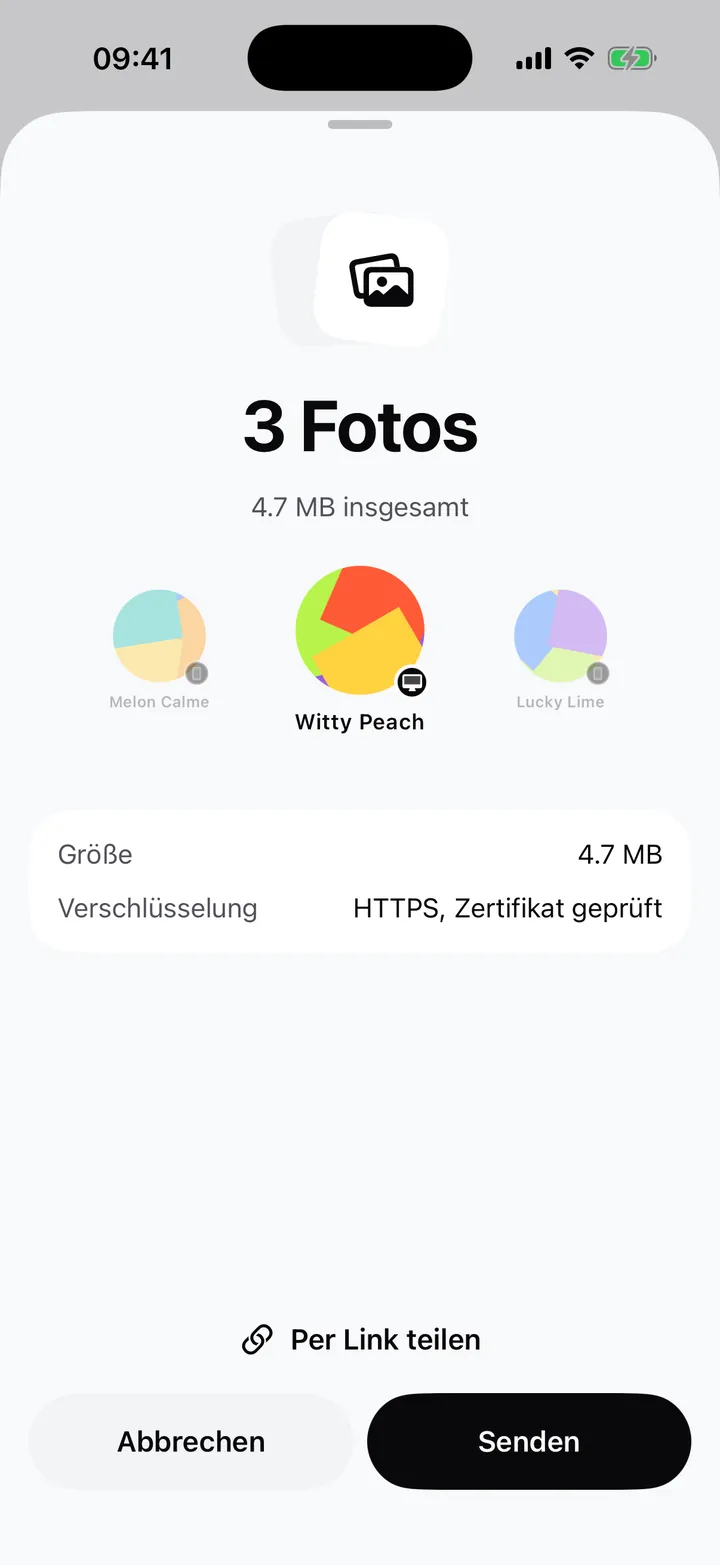 09:41
3 Fotos
4.7 MB insgesamt
Melon Calme
Witty Peach
Lucky Lime
Größe 4.7 MB
Verschlüsselung HTTPS, Zertifikat geprüft
Per Link teilen
Abbrechen Senden